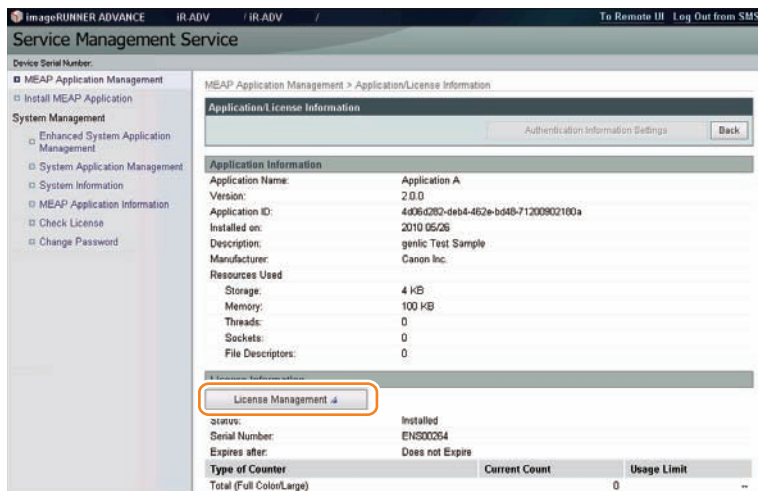 imageRUNNER ADVANCE iR-ADV / iR-ADV /
To Remote UI Log Out from SMS
Service Management Service
Device Serial Number:
MEAP Application Management
Install MEAP Application
System Management
Enhanced System Application
Management
System Application Management
System Information
MEAP Application Information
Check License
Change Password
MEAP Application Management > Application/License Information
Application/License Information
Authentication Information Settings
Back
Application Information
Application Name: Application A
Version: 2.0.0
Application ID: 4d06d282-deb4-462e-bd48-71200902180a
Installed on: 2010 05/26
Description: genlic Test Sample
Manufacturer: Canon Inc.
Resources Used
Storage: 4 KB
Memory: 100 KB
Threads: 0
Sockets: 0
File Descriptors: 0
License Information
License Management
Status: Installed
Serial Number: ENS00264
Expires after: Does not Expire
Type of Counter Current Count Usage Limit
Total (Full Color/Large) 0 --